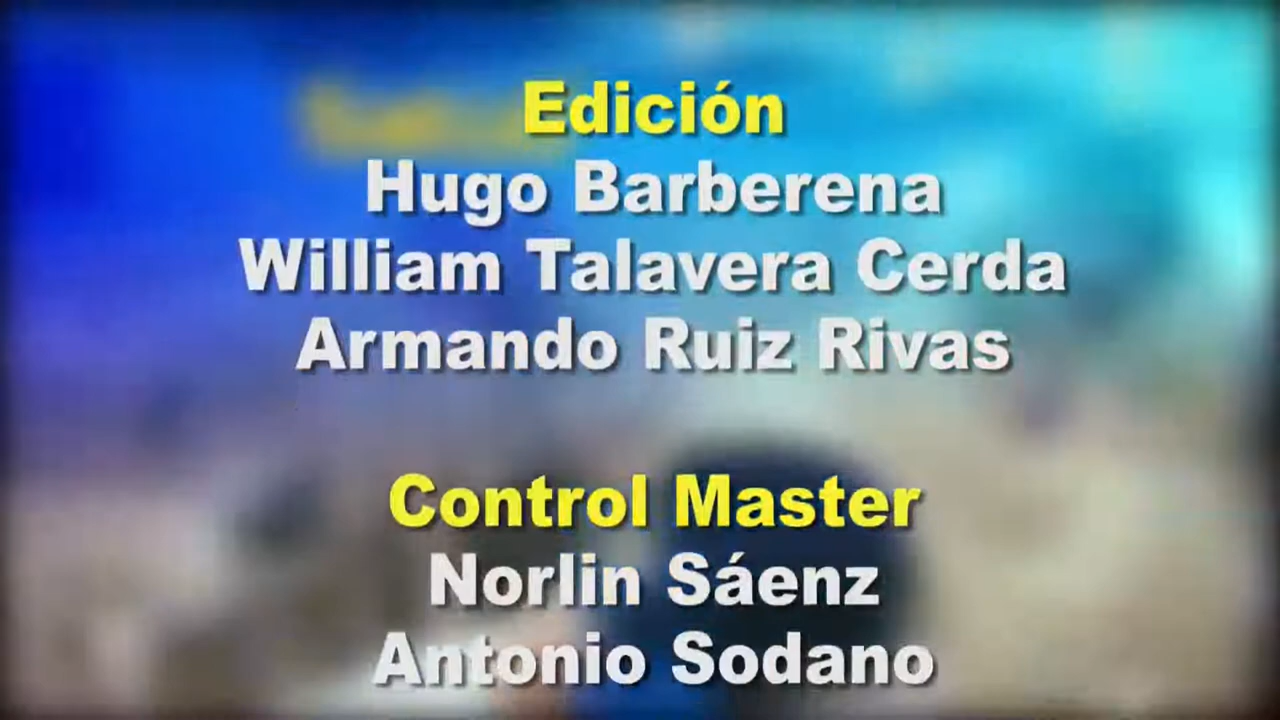 Edición
Hugo Barberena
William Talavera Cerda
Armando Ruiz Rivas
Control Master
Norlin Sáenz
Antonio Sodano